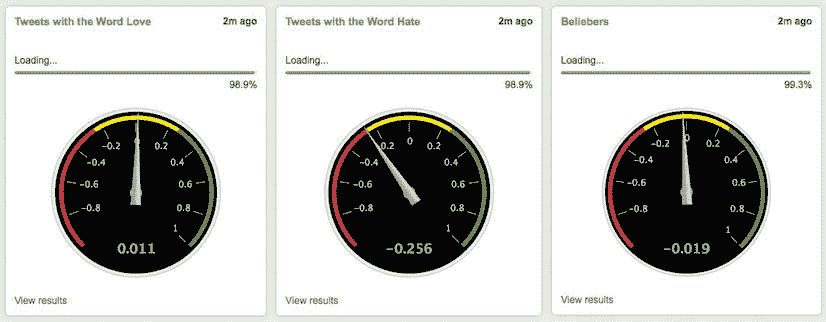 Tweets with the Word Love 2m ago
Loading...
98.9%
-0.2 0.2
-0.4 0.4
-0.6 0.6
-0.8 0.8
1
0.011
View results
Tweets with the Word Hate 2m ago
Loading...
98.9%
-0.2 0 0.2
-0.4 0.4
-0.6 0.6
-0.8 0.8
1
-0.256
View results
Beliebers 2m ago
Loading...
99.3%
-0.2 0 0.2
-0.4 0.4
-0.6 0.6
-0.8 0.8
1
-0.019
View results